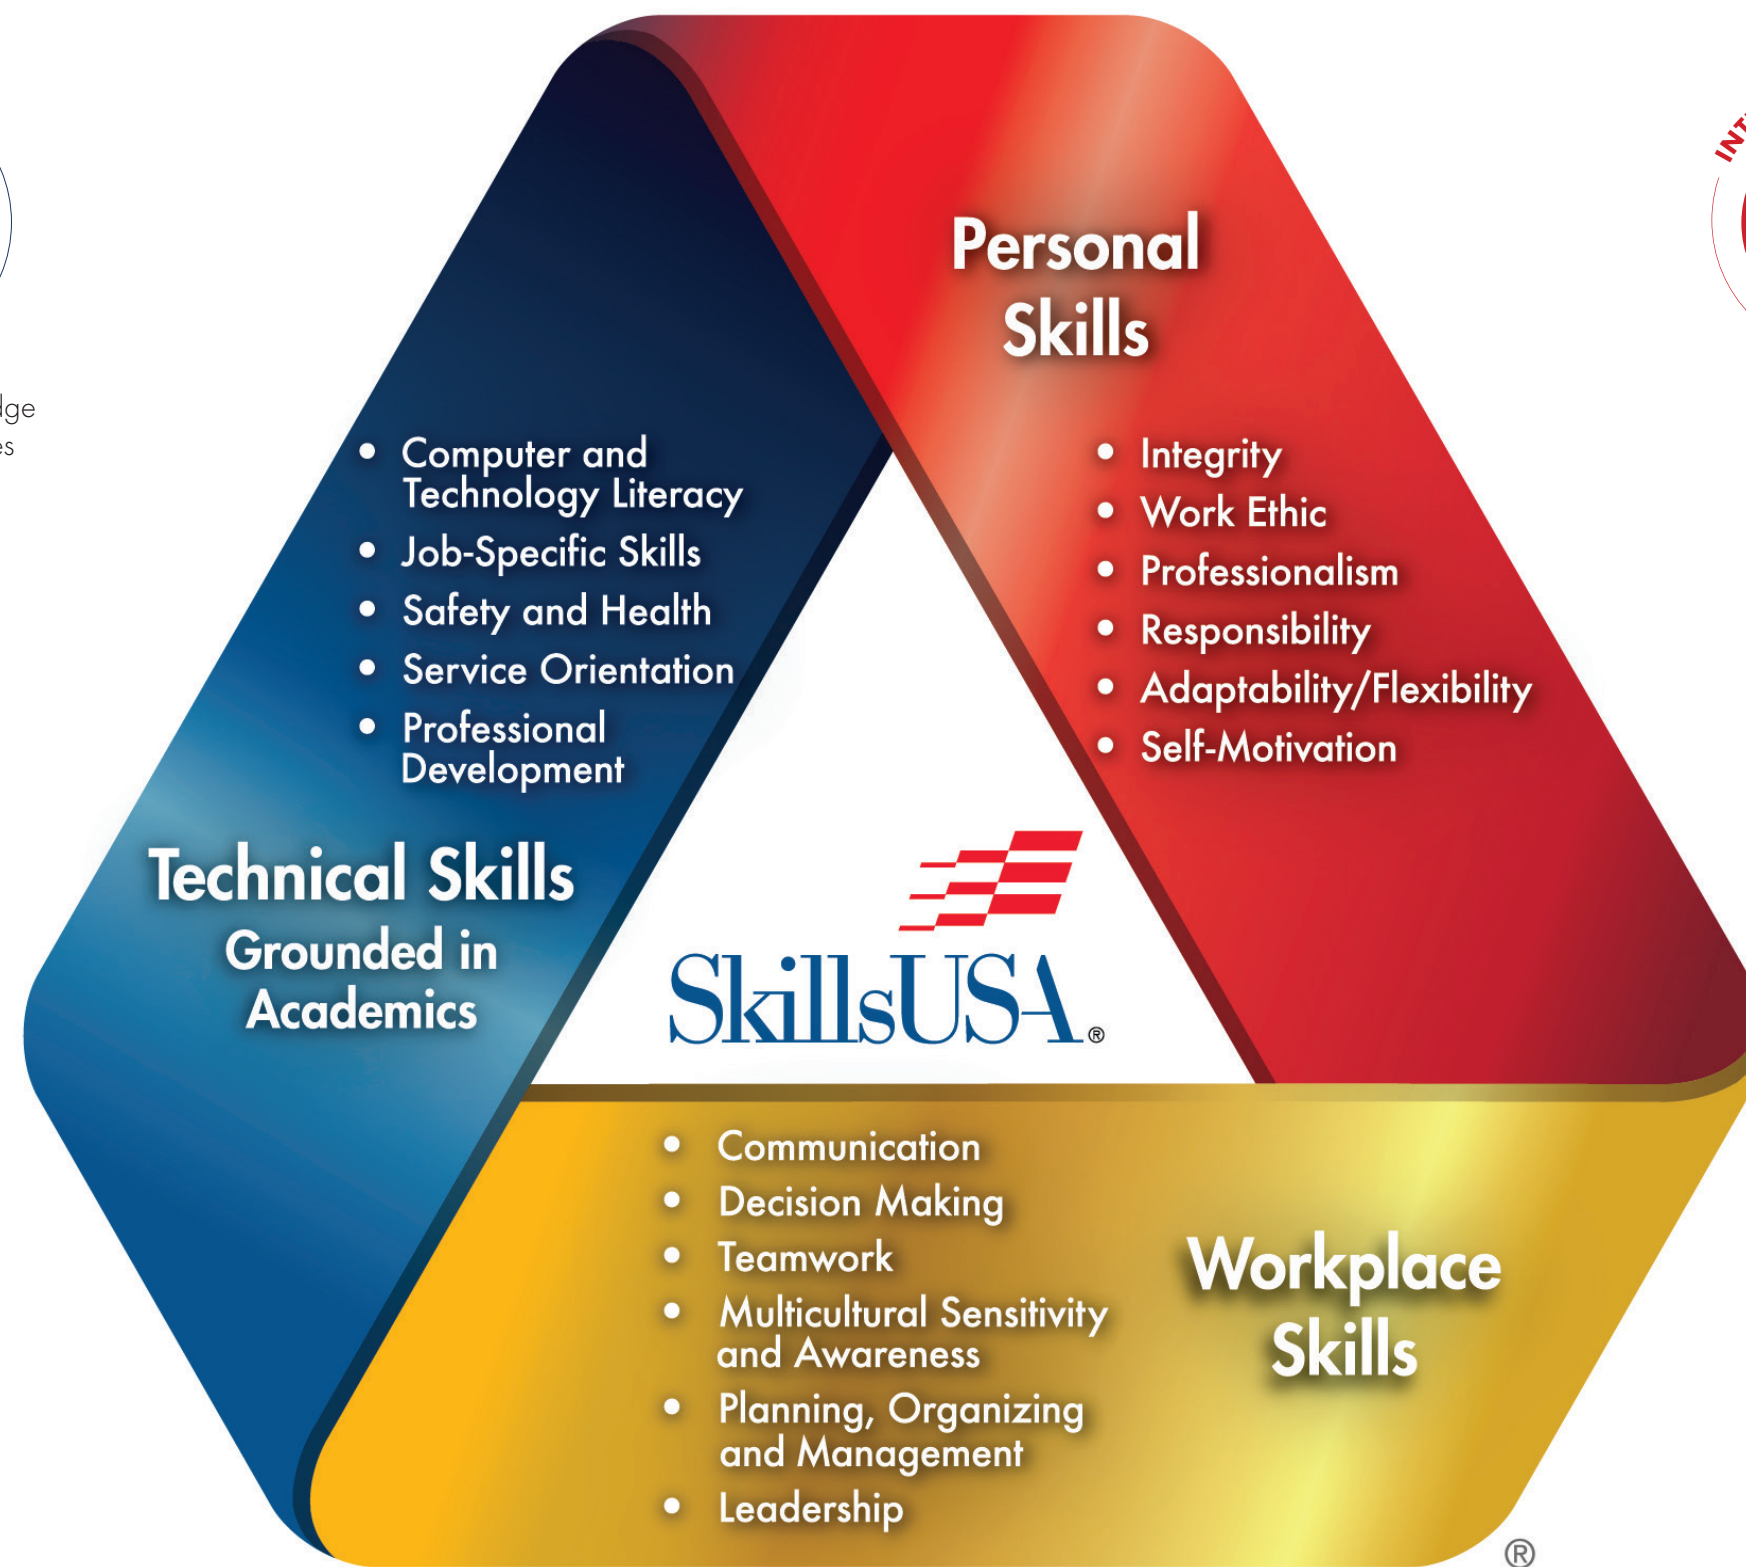 Personal
Skills
• Integrity
• Work Ethic
• Professionalism
• Responsibility
• Adaptability/Flexibility
• Self-Motivation
• Computer and
Technology Literacy
• Job-Specific Skills
• Safety and Health
• Service Orientation
• Professional
Development
Technical Skills
Grounded in
Academics
SkillsUSA®
• Communication
• Decision Making
• Teamwork
• Multicultural Sensitivity
and Awareness
• Planning, Organizing
and Management
• Leadership
Workplace
Skills
®